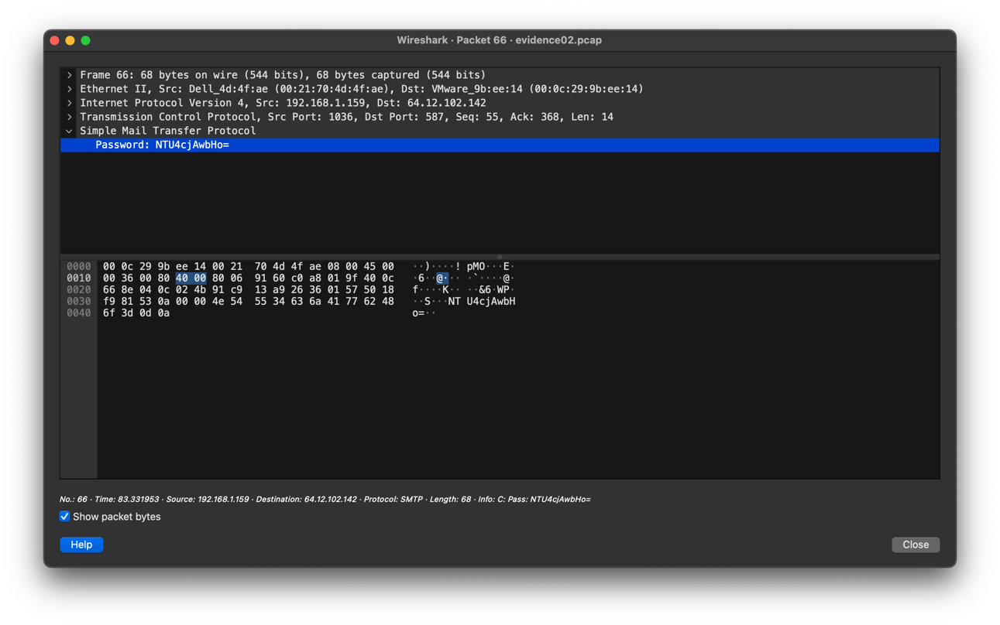 Wireshark · Packet 66 · evidence02.pcap
Frame 66: 68 bytes on wire (544 bits), 68 bytes captured (544 bits)
Ethernet II, Src: Dell_4d:4f:ae (00:21:70:4d:4f:ae), Dst: VMware_9b:ee:14 (00:0c:29:9b:ee:14)
Internet Protocol Version 4, Src: 192.168.1.159, Dst: 64.12.102.142
Transmission Control Protocol, Src Port: 1036, Dst Port: 587, Seq: 55, Ack: 368, Len: 14
Simple Mail Transfer Protocol
Password: NTU4cjAwbHo=
0000 00 0c 29 9b ee 14 00 21 70 4d 4f ae 08 00 45 00 ··)····! pMO···E·
0010 00 36 00 80 40 00 80 06 91 60 c0 a8 01 9f 40 0c ·6··@··· ·`····@·
0020 66 8e 04 0c 02 4b 91 c9 13 a9 26 36 01 57 50 18 f····K·· ··&6·WP·
0030 f9 81 53 0a 00 00 4e 54 55 34 63 6a 41 77 62 48 ··S···NT U4cjAwbH
0040 6f 3d 0d 0a o=··
No.: 66 · Time: 83.331953 · Source: 192.168.1.159 · Destination: 64.12.102.142 · Protocol: SMTP · Length: 68 · Info: C: Pass: NTU4cjAwbHo=
Show packet bytes
Help
Close